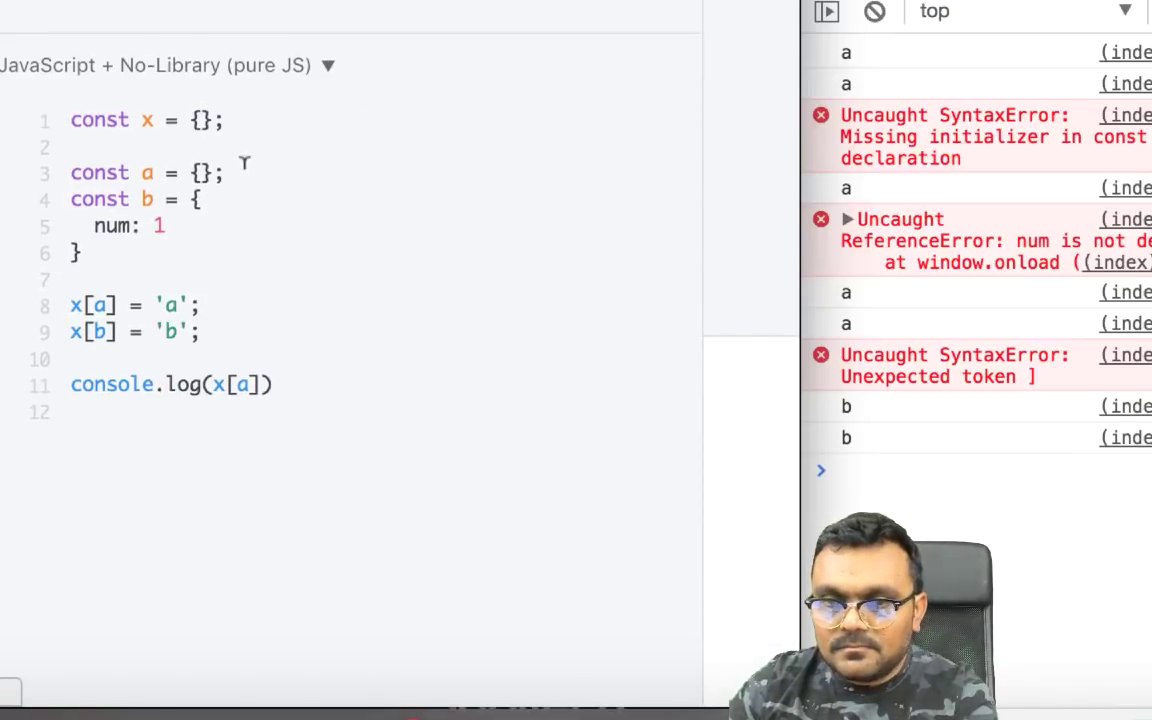 JavaScript + No-Library (pure JS) ▼
1 const x = {};
2
3 const a = {};
4 const b = {
5 num: 1
6 }
7
8 x[a] = 'a';
9 x[b] = 'b';
10
11 console.log(x[a])
12
top ▼
a (inde
a (inde
Uncaught SyntaxError: (inde
Missing initializer in const
declaration
a (inde
▶Uncaught (inde
ReferenceError: num is not de
at window.onload ((index)
a (inde
a (inde
Uncaught SyntaxError: (inde
Unexpected token ]
b (inde
b (inde
>